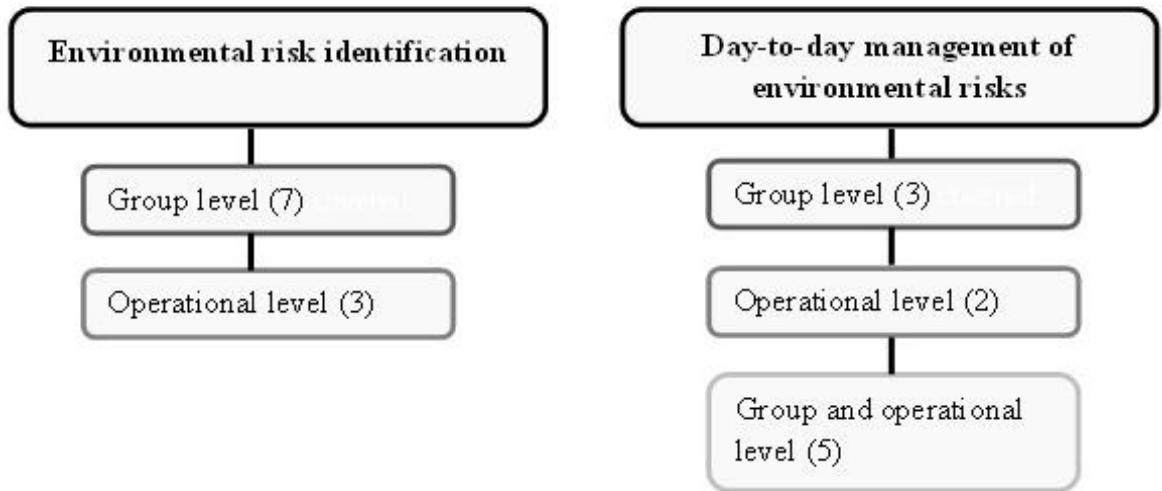 Environmental risk identification
Group level (7)
Operational level (3)
Day-to-day management of
environmental risks
Group level (3)
Operational level (2)
Group and operational
level (5)